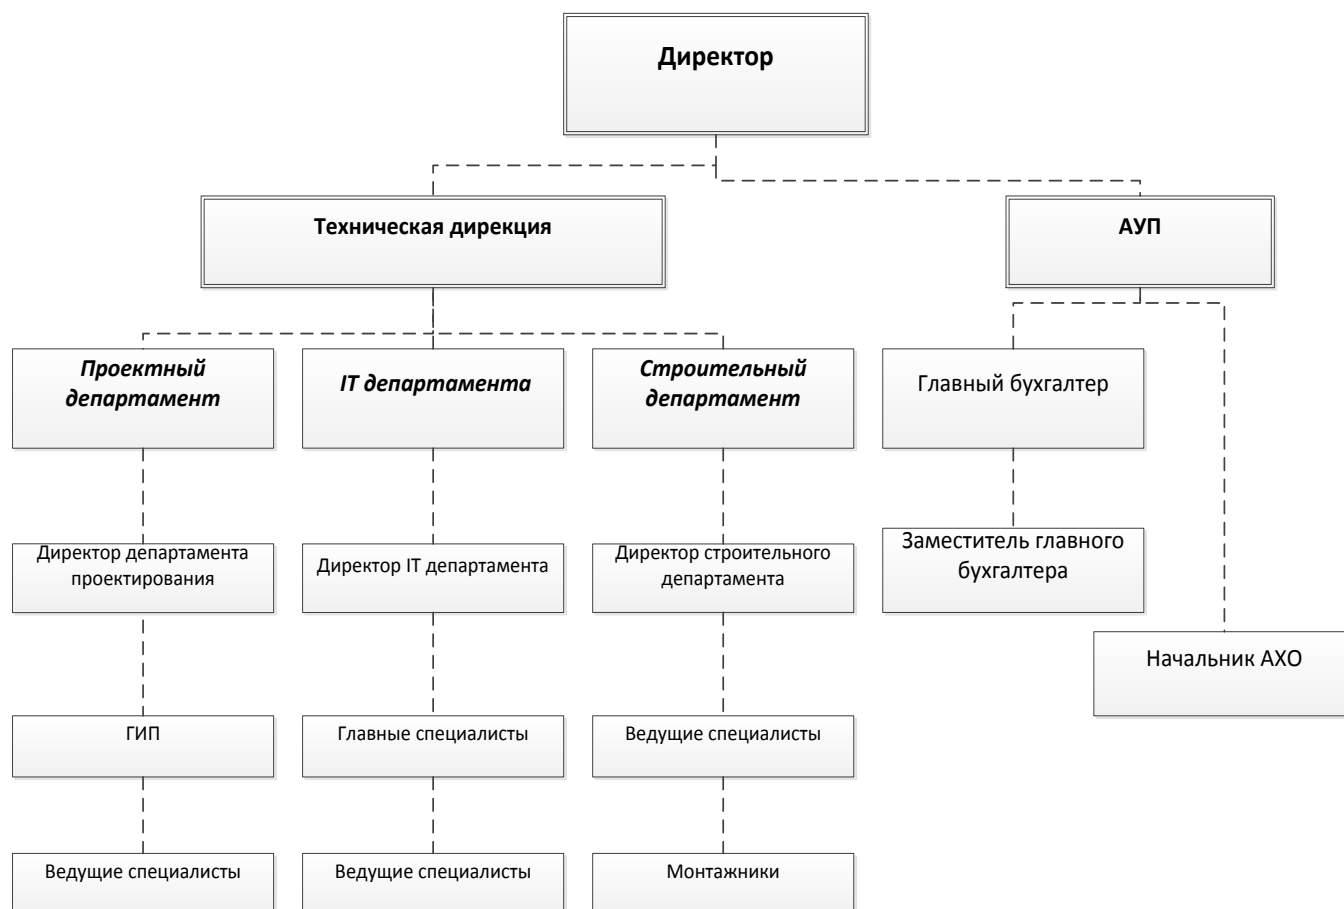 Директор
Техническая дирекция
АУП
Проектный
департамент
IT департамента
Строительный
департамент
Главный бухгалтер
Директор департамента
проектирования
Директор IT департамента
Директор строительного
департамента
Заместитель главного
бухгалтера
Начальник АХО
ГИП
Главные специалисты
Ведущие специалисты
Ведущие специалисты
Ведущие специалисты
Монтажники